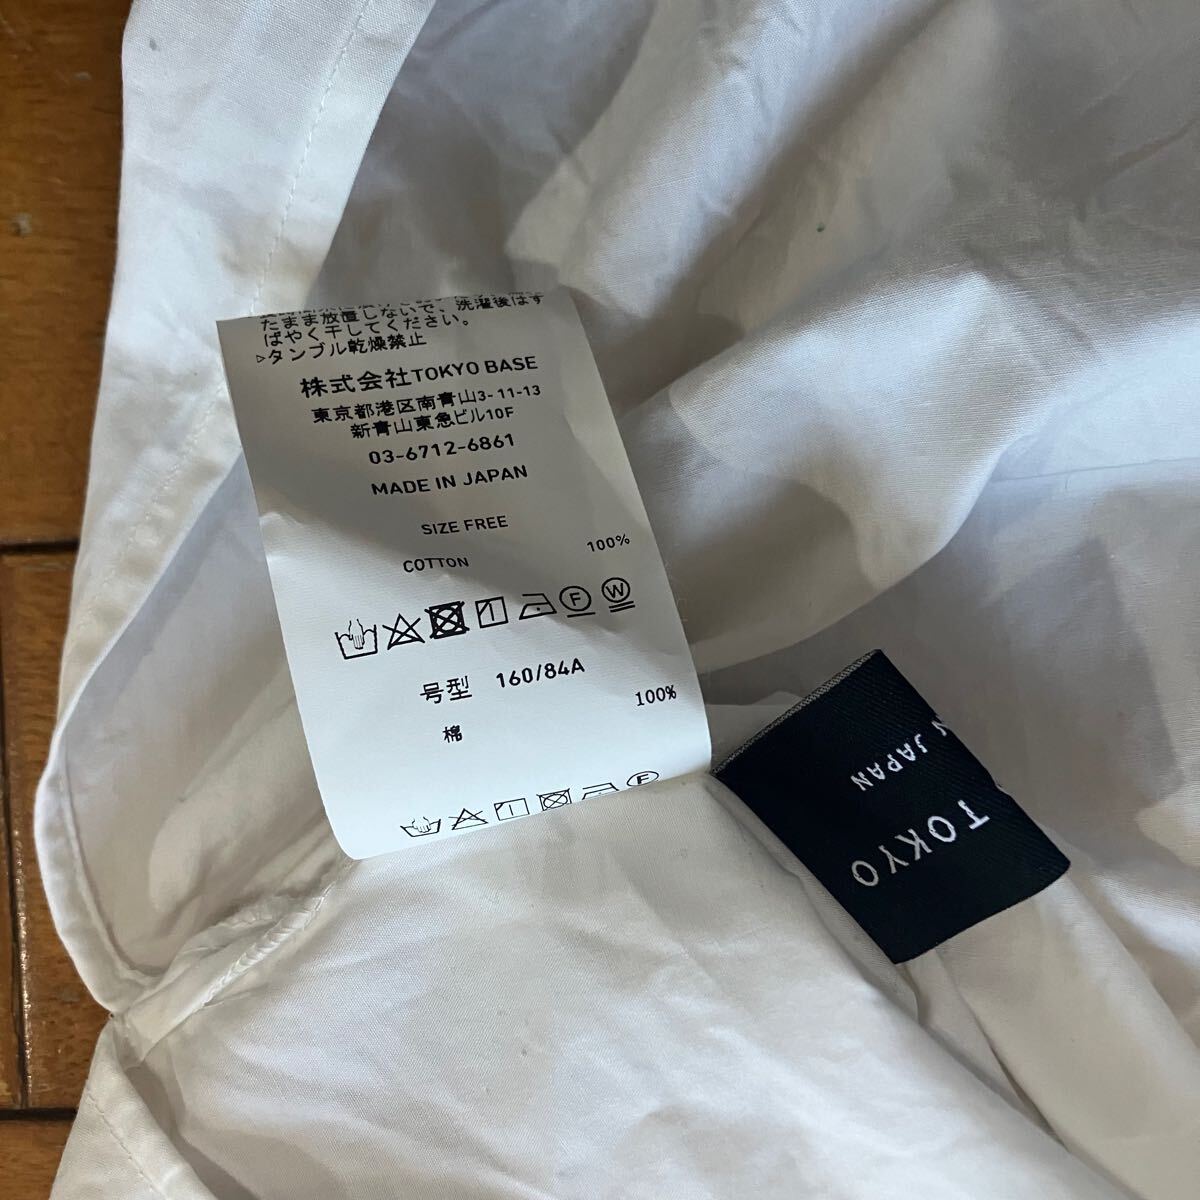 たまま放置しないで、洗濯後はす
ばやく干してください。
▷タンブル乾燥禁止
株式会社TOKYO BASE
東京都港区南青山3-11-13
新青山東急ビル10F
03-6712-6861
MADE IN JAPAN
SIZE FREE
COTTON 100%
F W
号型 160/84A
棉 100%
F
N JAPAN
TOKYO